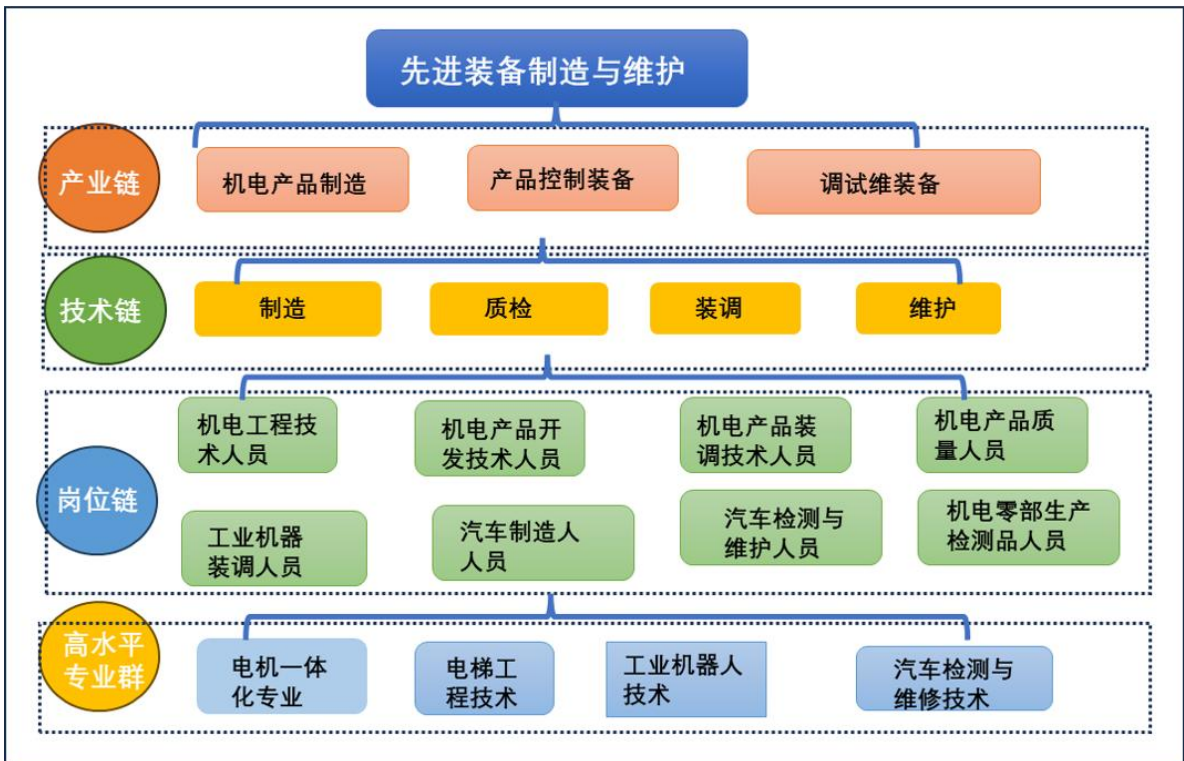 先进装备制造与维护
产业链
机电产品制造
产品控制装备
调试维装备
技术链
制造
质检
装调
维护
岗位链
机电工程技
术人员
机电产品开
发技术人员
机电产品装
调技术人员
机电产品质
量人员
工业机器
装调人员
汽车制造人
人员
汽车检测与
维护人员
机电零部生产
检测品人员
高水平
专业群
电机一体
化专业
电梯工
程技术
工业机器人
技术
汽车检测与
维修技术